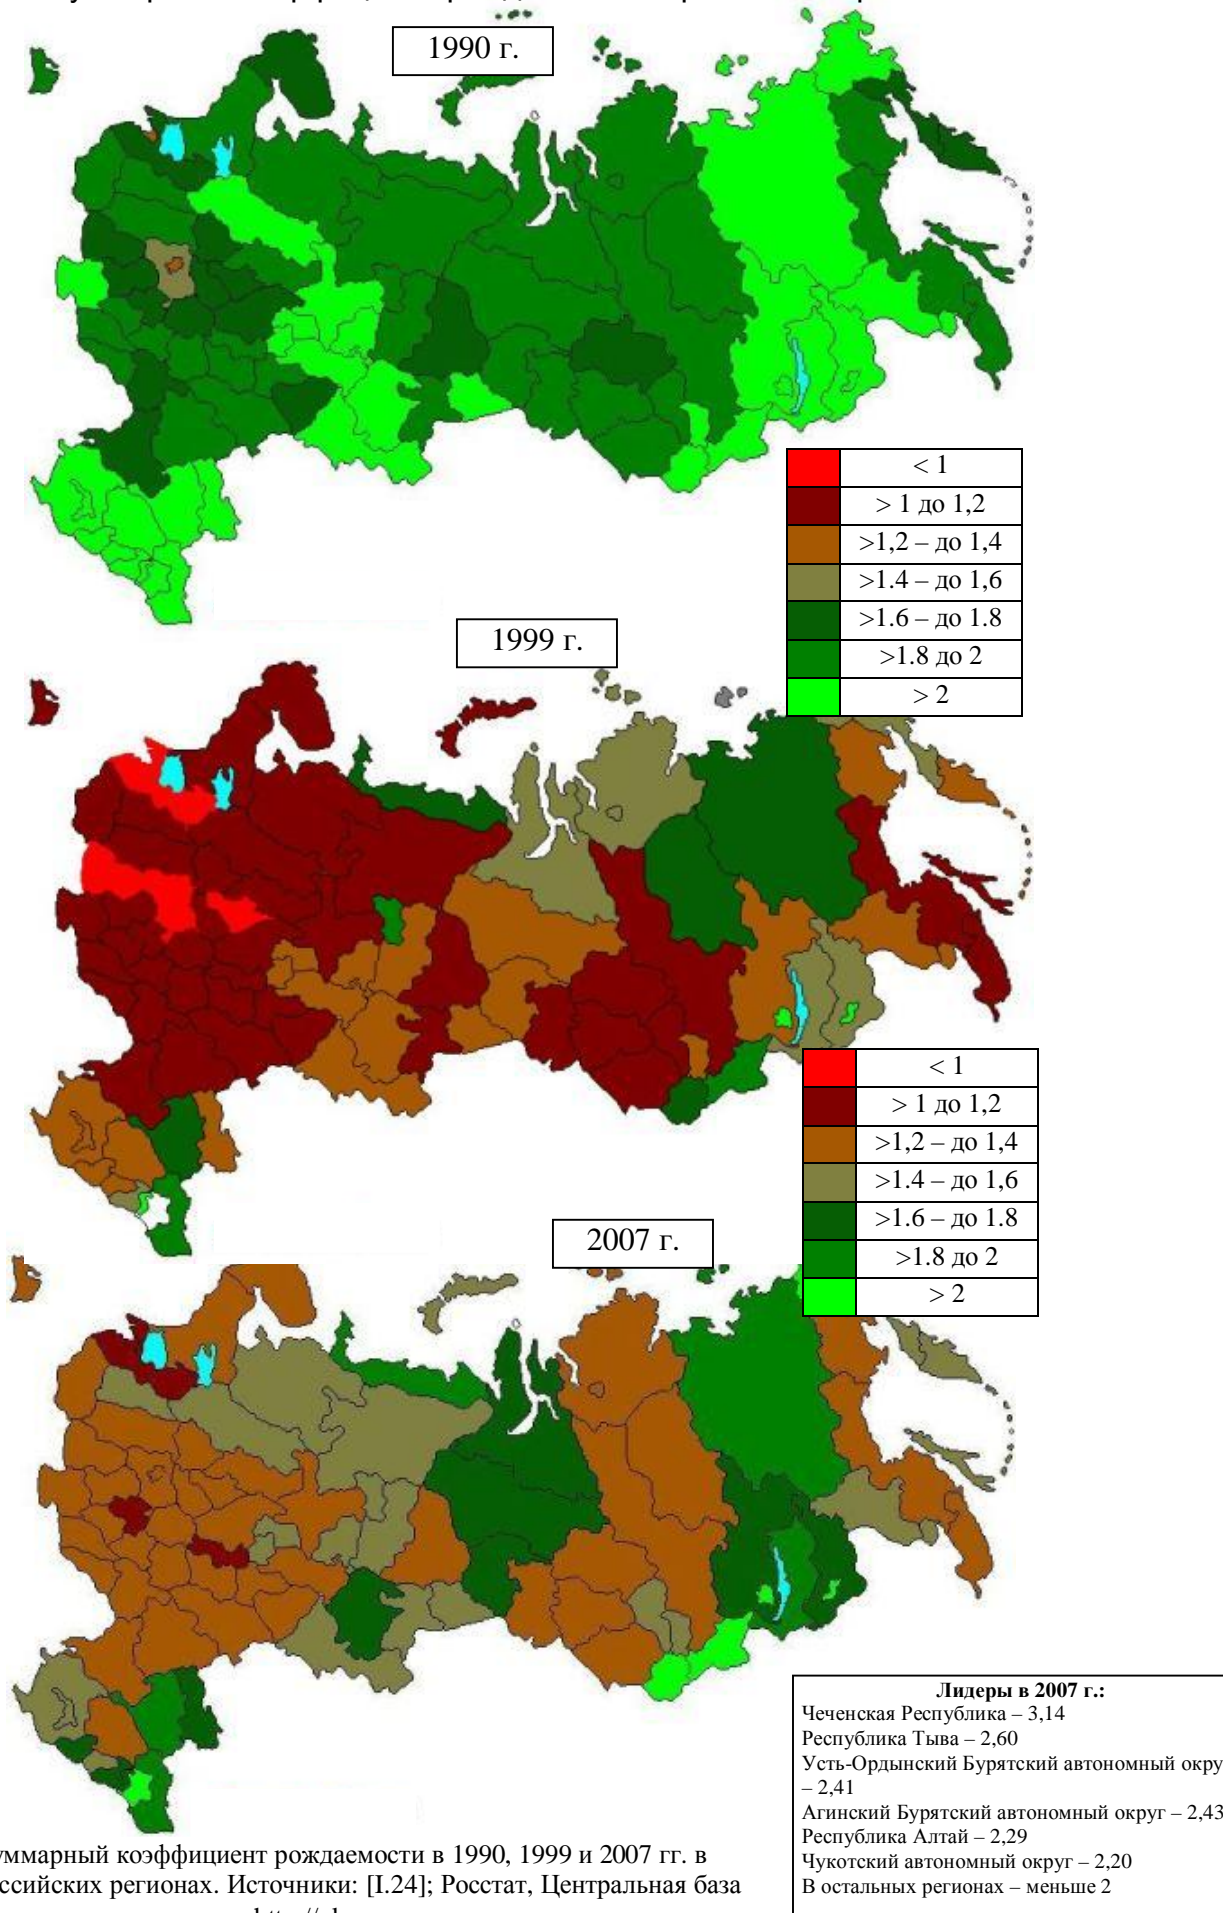 1990 г.
< 1
> 1 до 1,2
>1,2 – до 1,4
>1.4 – до 1,6
>1.6 – до 1.8
>1.8 до 2
> 2
1999 г.
< 1
> 1 до 1,2
>1,2 – до 1,4
>1.4 – до 1,6
>1.6 – до 1.8
>1.8 до 2
> 2
2007 г.
Лидеры в 2007 г.:
Чеченская Республика – 3,14
Республика Тыва – 2,60
Усть-Ордынский Бурятский автономный окру
– 2,41
Агинский Бурятский автономный округ – 2,43
Республика Алтай – 2,29
Чукотский автономный округ – 2,20
В остальных регионах – меньше 2
уммарный коэффициент рождаемости в 1990, 1999 и 2007 гг. в
ссийских регионах. Источники: [I.24]; Росстат, Центральная база